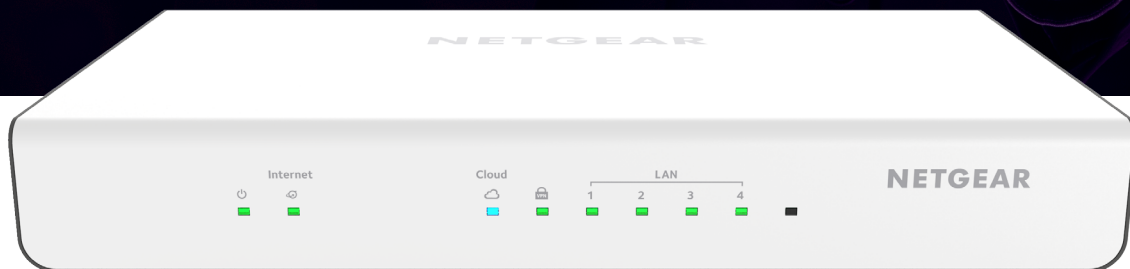 NETGEAR
Internet
Cloud
LAN
NETGEAR
1 2 3 4